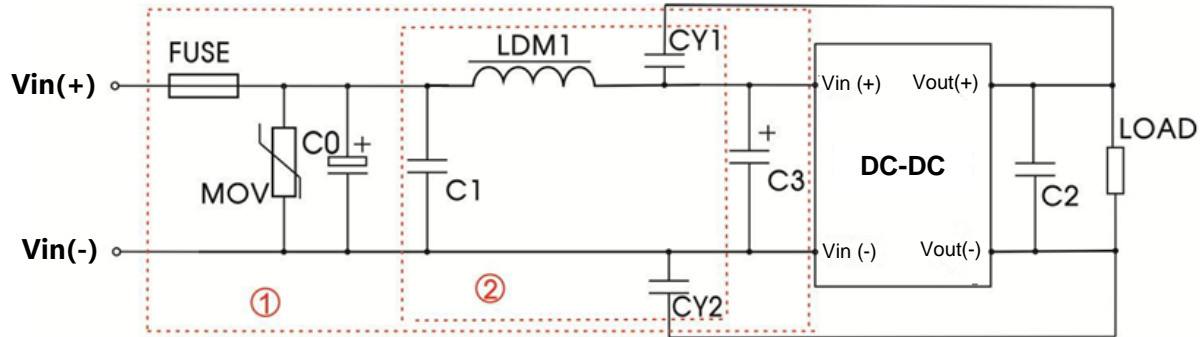 FUSE
LDM1
CY1
Vin(+)
Vin (+)
Vout(+)
C0
+
+
LOAD
MOV
C1
C3
DC-DC
C2
Vin(-)
Vin (-)
Vout(-)
①
②
CY2